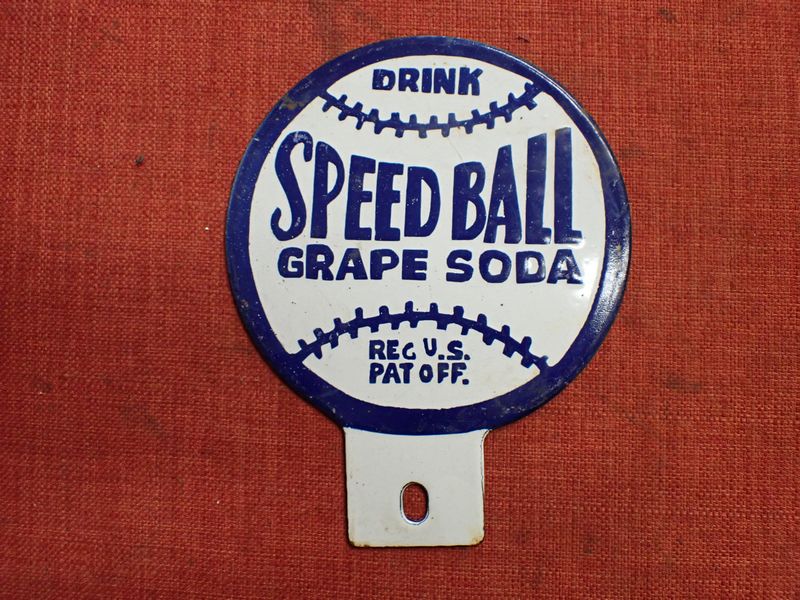 DRINK
SPEED BALL
GRAPE SODA
REG U.S.
PAT OFF.